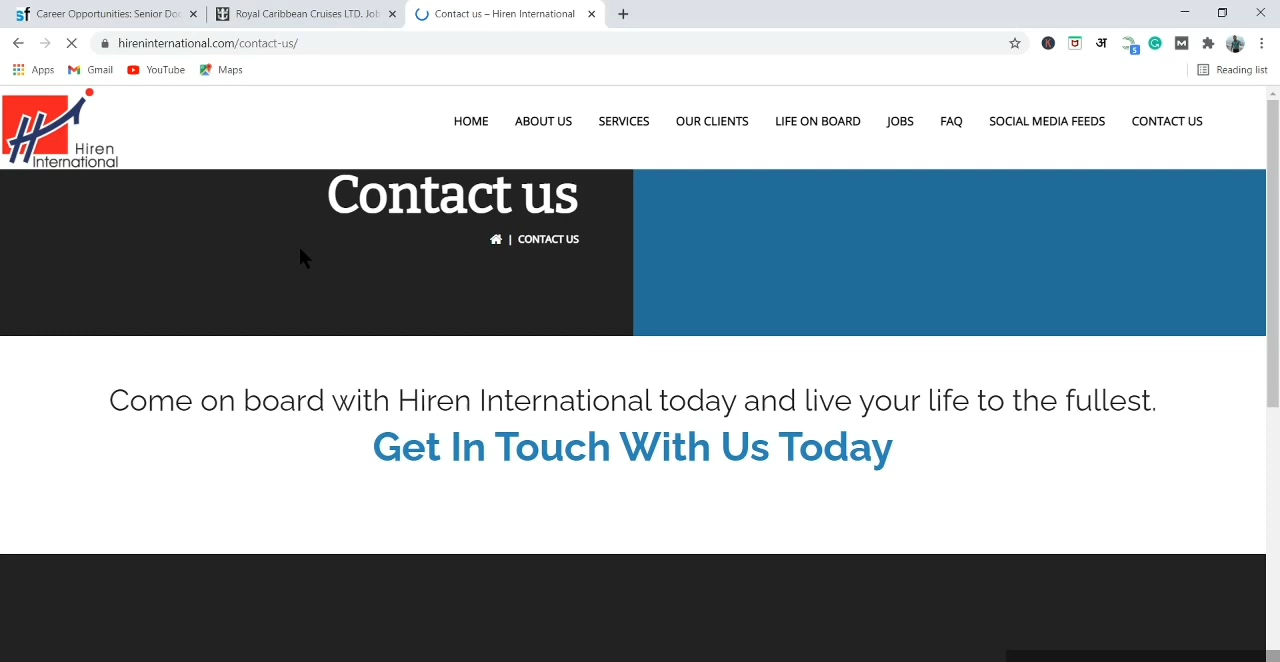 Career Opportunities: Senior Doc
Royal Caribbean Cruises LTD. Job
Contact us – Hiren International
hireninternational.com/contact-us/
Apps
Gmail
YouTube
Maps
Reading list
Hiren
International
HOME
ABOUT US
SERVICES
OUR CLIENTS
LIFE ON BOARD
JOBS
FAQ
SOCIAL MEDIA FEEDS
CONTACT US
Contact us
| CONTACT US
Come on board with Hiren International today and live your life to the fullest.
Get In Touch With Us Today